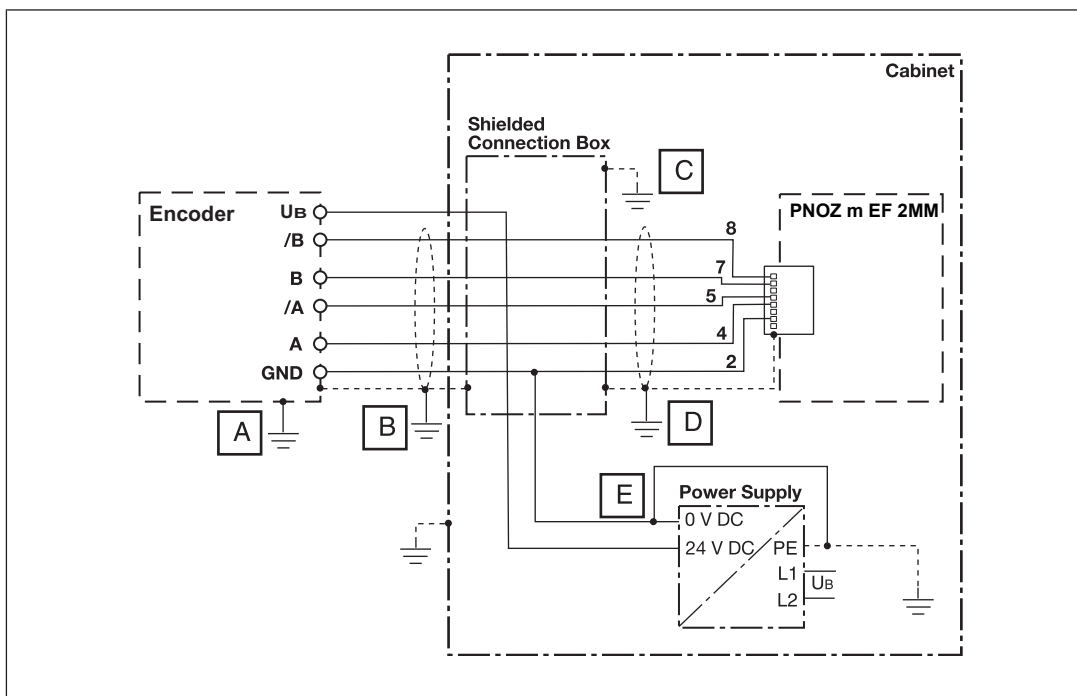 Cabinet
Shielded
Connection Box
C
Encoder
UB
/B
B
/A
A
GND
8
7
5
4
2
PNOZ m EF 2MM
A
B
D
E
Power Supply
0 V DC
24 V DC
PE
L1
UB
L2